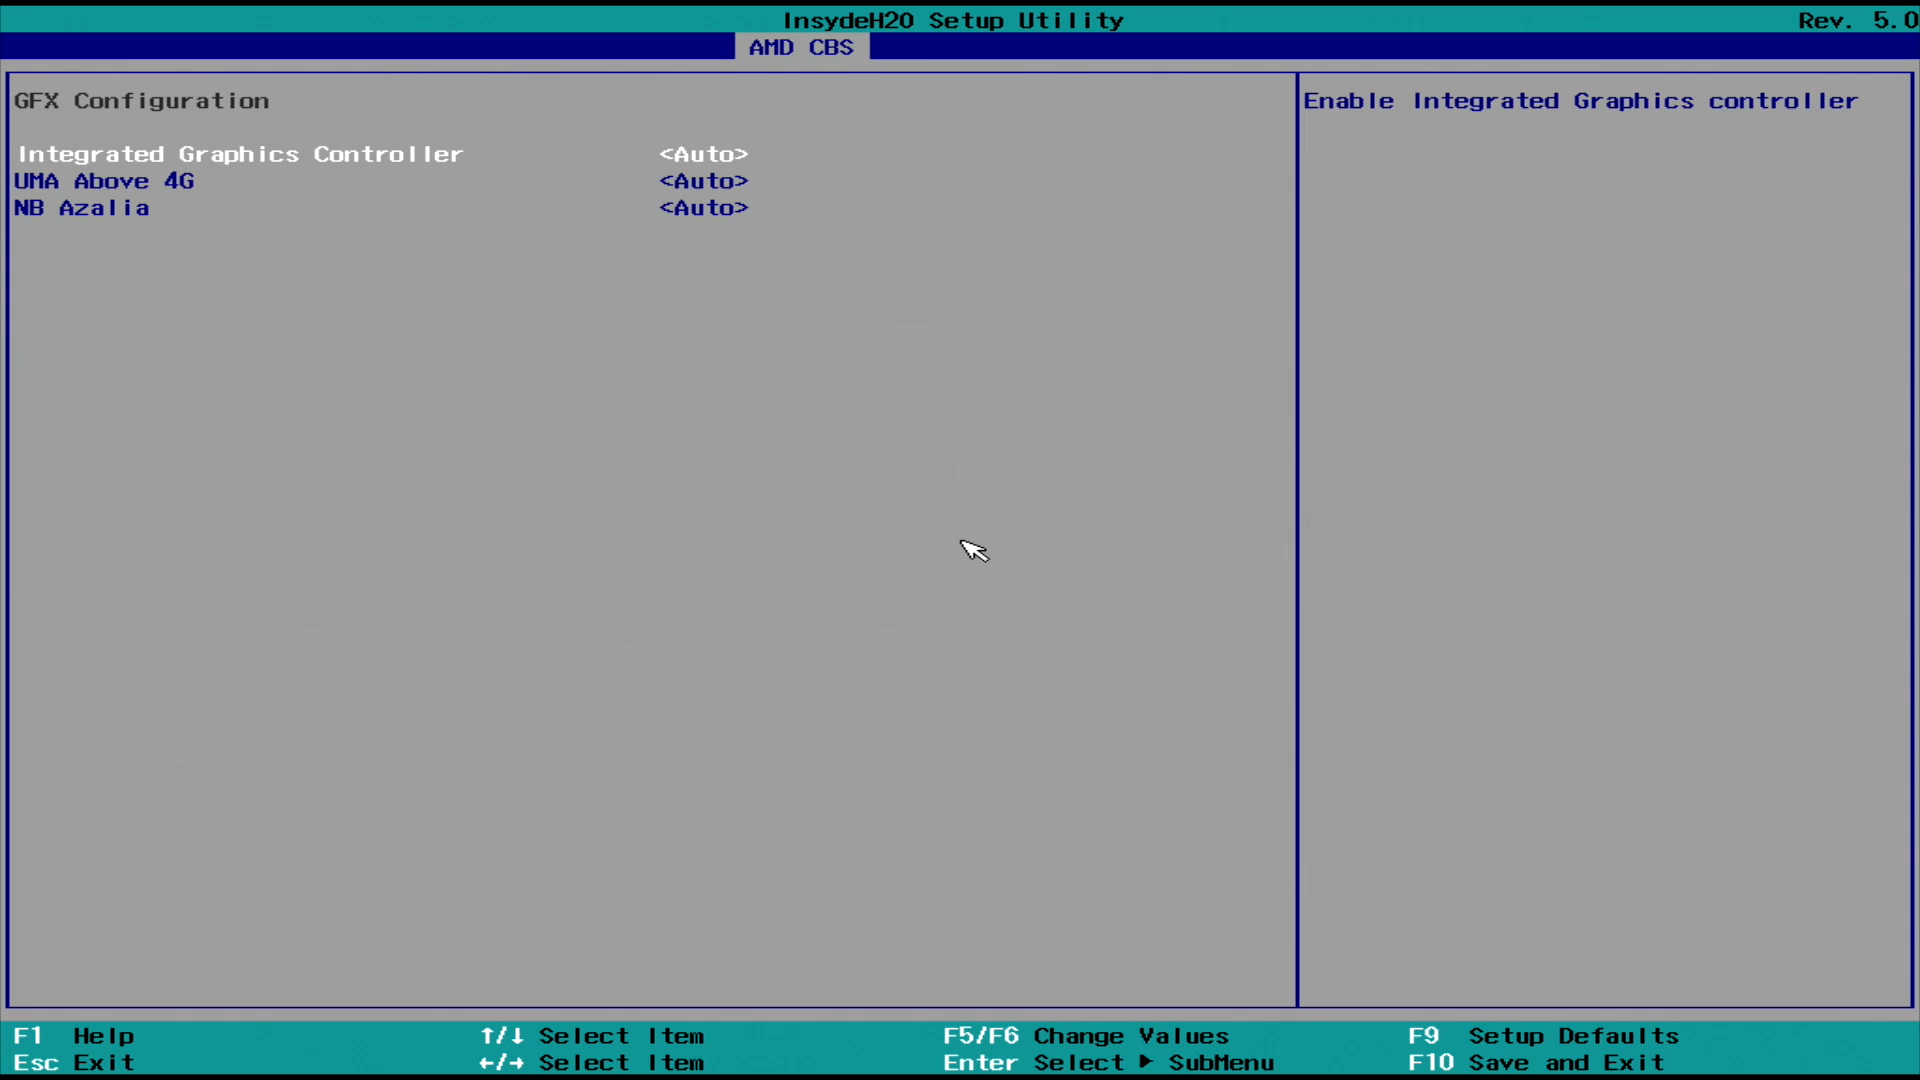 InsydeH2O Setup Utility Rev. 5.0
AMD CBS
GFX Configuration
Enable Integrated Graphics controller
Integrated Graphics Controller <Auto>
UMA Above 4G <Auto>
NB Azalia <Auto>
F1 Help ↑/↓ Select Item F5/F6 Change Values F9 Setup Defaults
Esc Exit ←/→ Select Item Enter Select ▶ SubMenu F10 Save and Exit